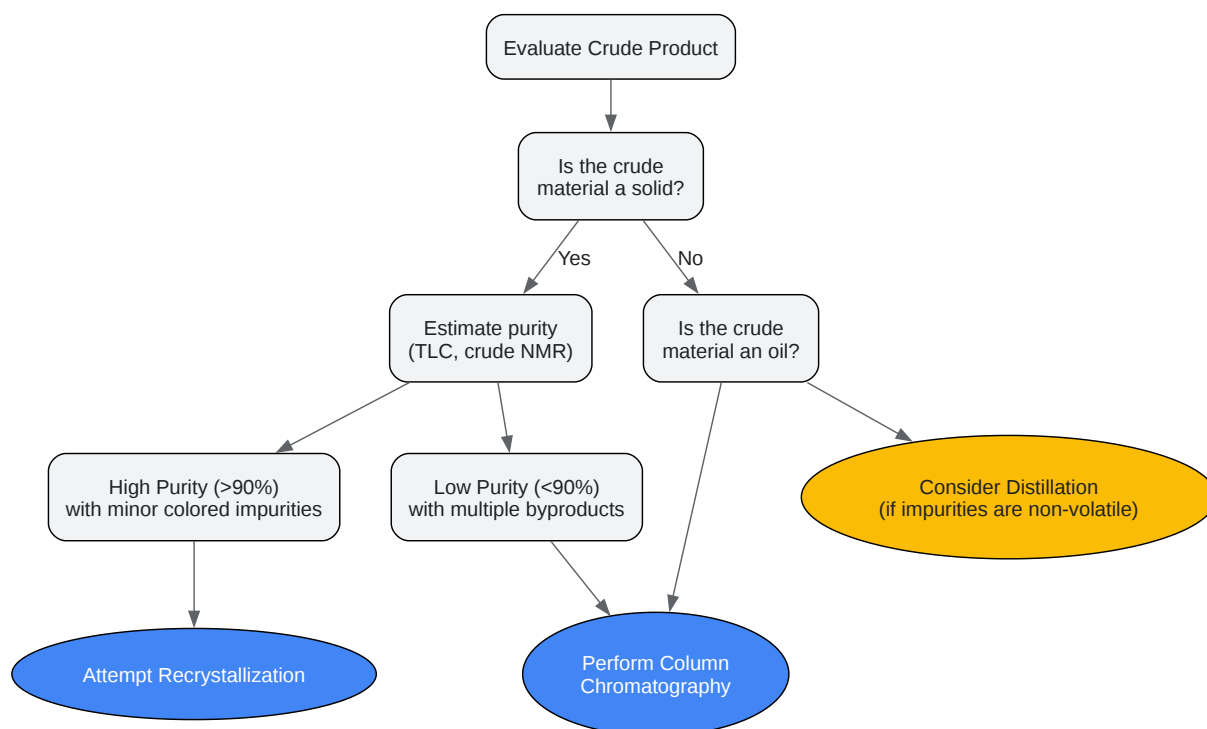 Evaluate Crude Product
Is the crude
material a solid?
Yes
No
Estimate purity
(TLC, crude NMR)
Is the crude
material an oil?
High Purity (>90%)
with minor colored impurities
Low Purity (<90%)
with multiple byproducts
Consider Distillation
(if impurities are non-volatile)
Attempt Recrystallization
Perform Column
Chromatography